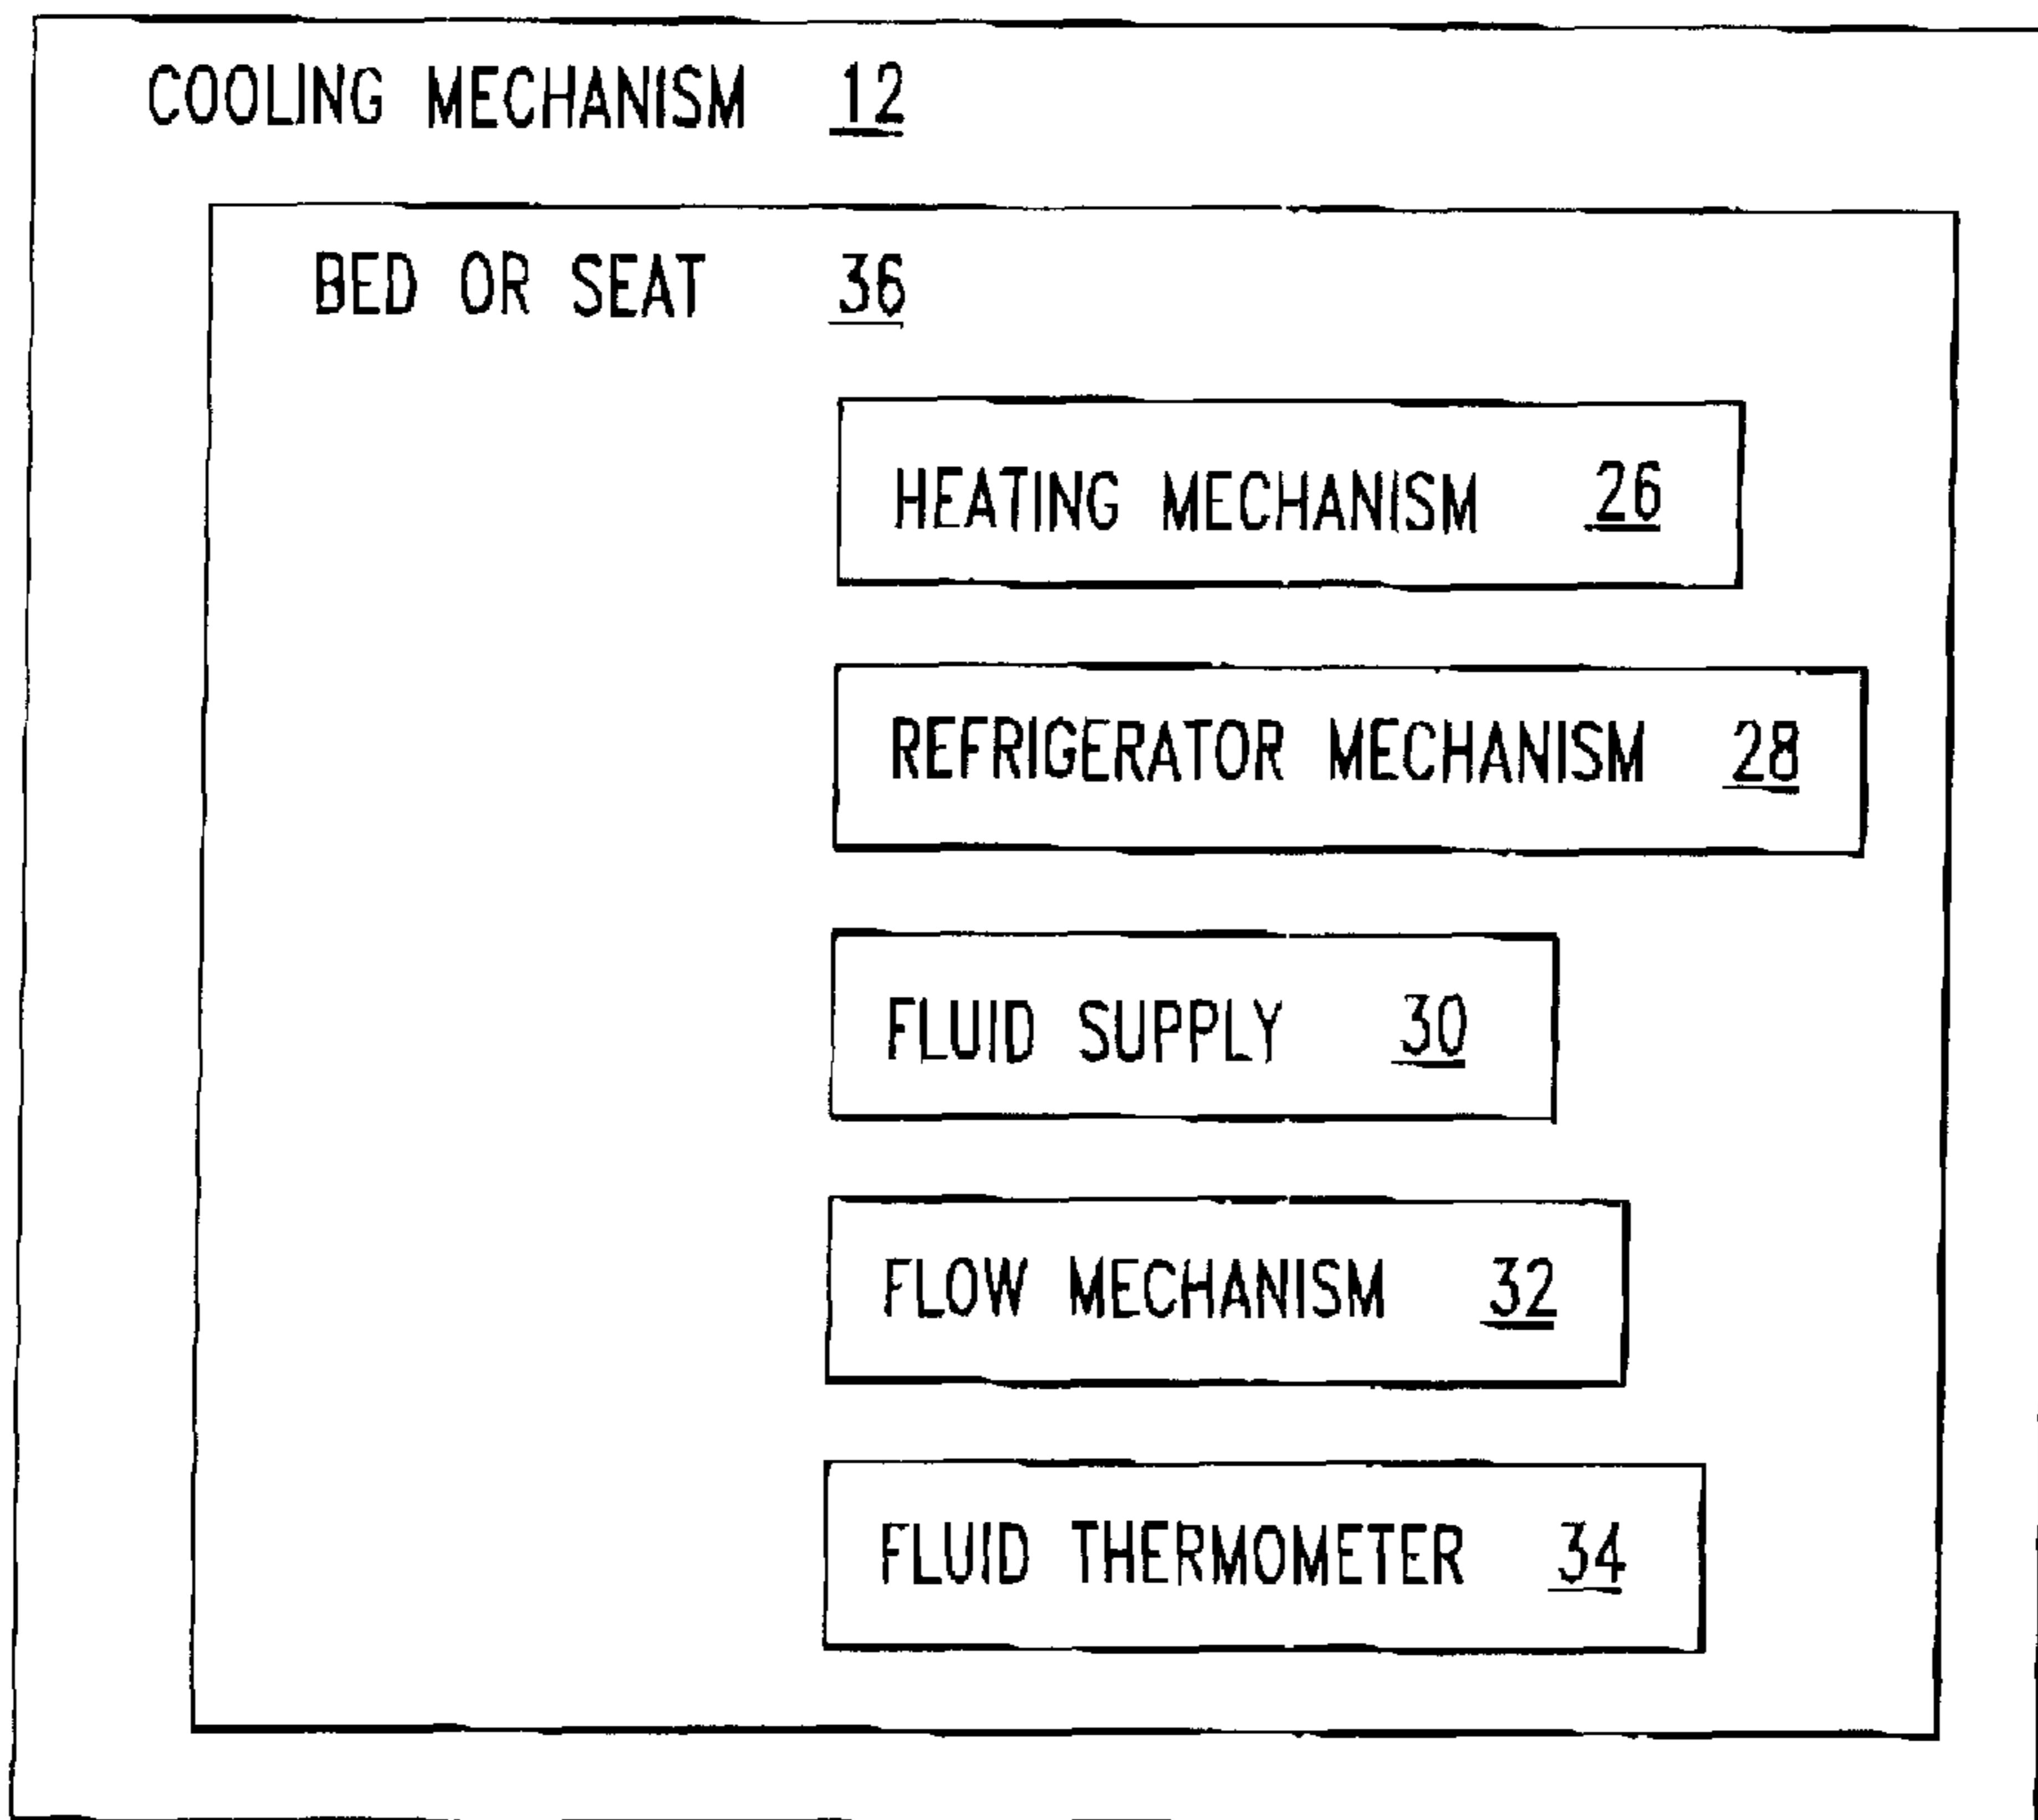 COOLING MECHANISM 12
BED OR SEAT 36
HEATING MECHANISM 26
REFRIGERATOR MECHANISM 28
FLUID SUPPLY 30
FLOW MECHANISM 32
FLUID THERMOMETER 34